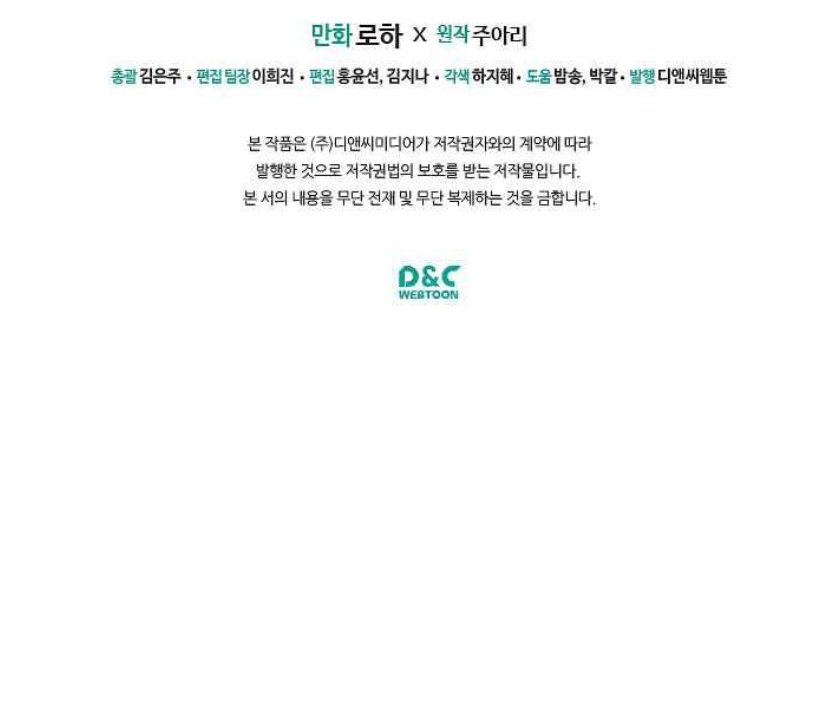 만화 로하 X 원작 주아리
총괄 김은주 • 편집 팀장 이희진 • 편집 홍윤선, 김지나 • 각색 하지혜 • 도움 밤송, 박칼 • 발행 디앤씨웹툰
본 작품은 (주)디앤씨미디어가 저작권자와의 계약에 따라
발행한 것으로 저작권법의 보호를 받는 저작물입니다.
본 서의 내용을 무단 전재 및 무단 복제하는 것을 금합니다.
D&C
WEBTOON